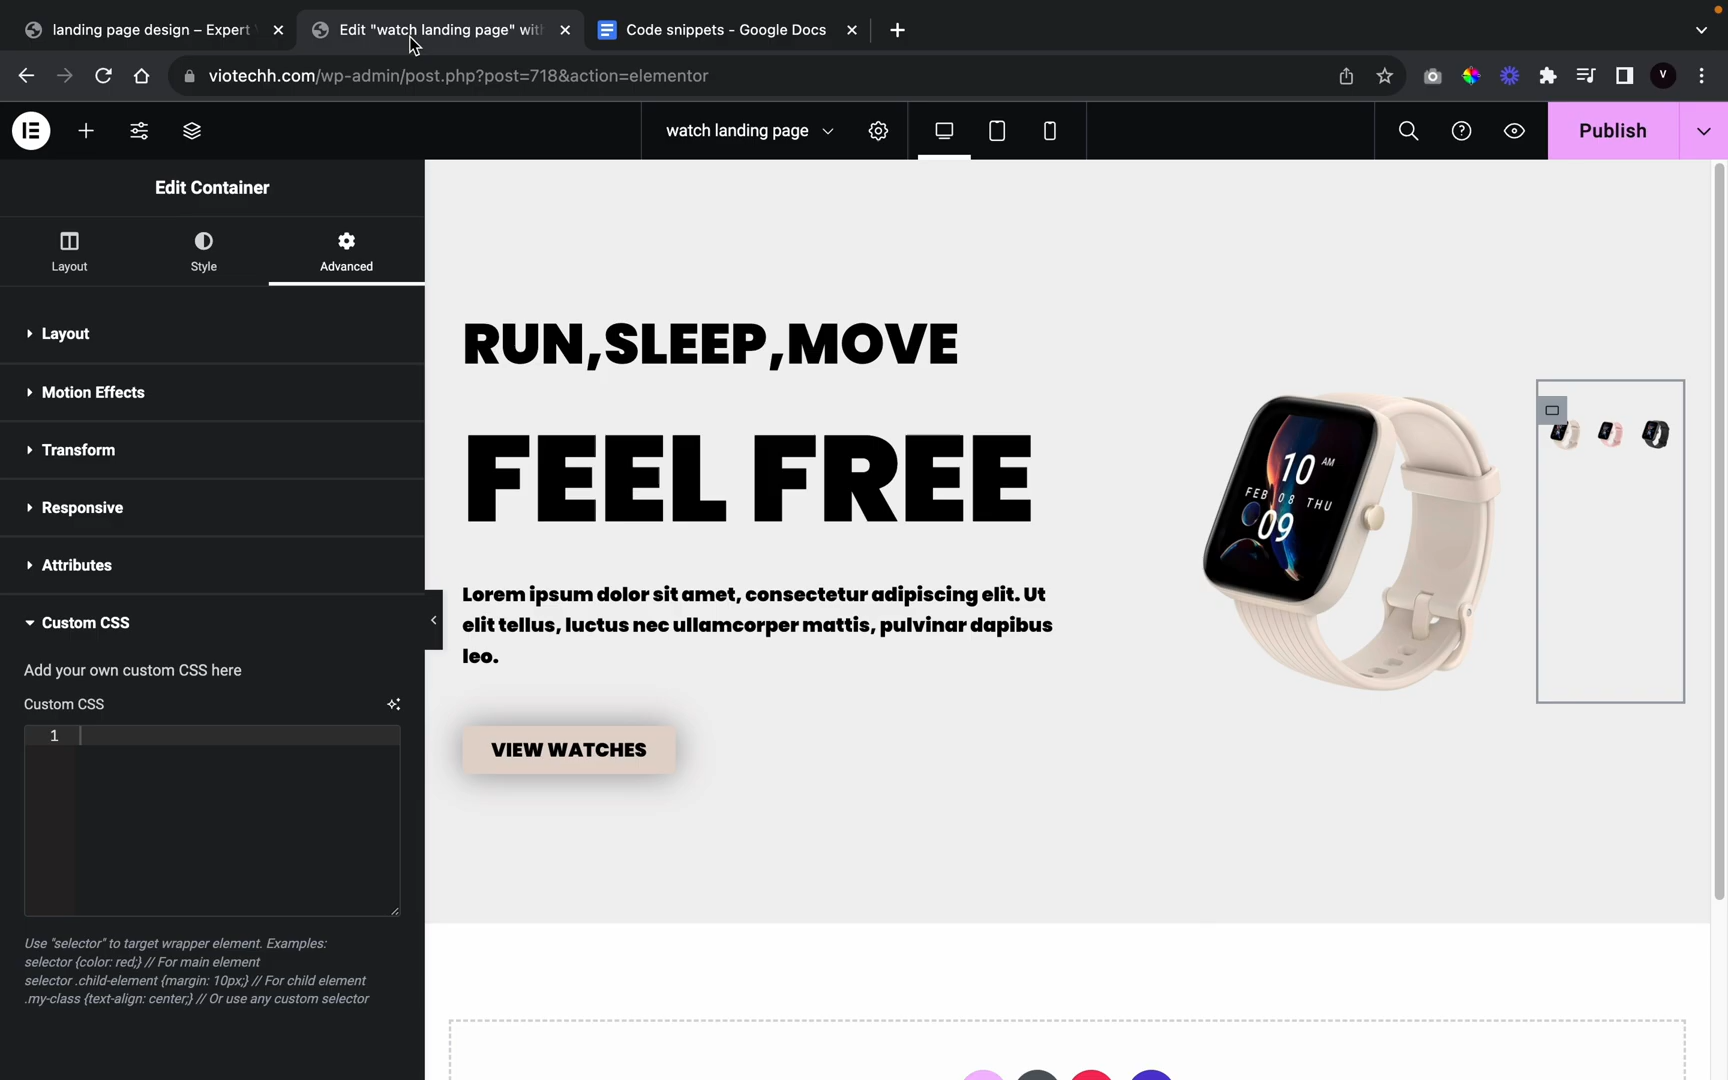 landing page design – Expert
Edit "watch landing page" with
Code snippets - Google Docs
viotechh.com/wp-admin/post.php?post=718&action=elementor
V
watch landing page
Publish
Edit Container
Layout
Style
Advanced
Layout
Motion Effects
Transform
Responsive
Attributes
Custom CSS
Add your own custom CSS here
Custom CSS
1
Use "selector" to target wrapper element. Examples:
selector {color: red;} // For main element
selector .child-element {margin: 10px;} // For child element
.my-class {text-align: center;} // Or use any custom selector
RUN,SLEEP,MOVE
FEEL FREE
Lorem ipsum dolor sit amet, consectetur adipiscing elit. Ut
elit tellus, luctus nec ullamcorper mattis, pulvinar dapibus
leo.
VIEW WATCHES
10 AM
FEB 08 THU
09